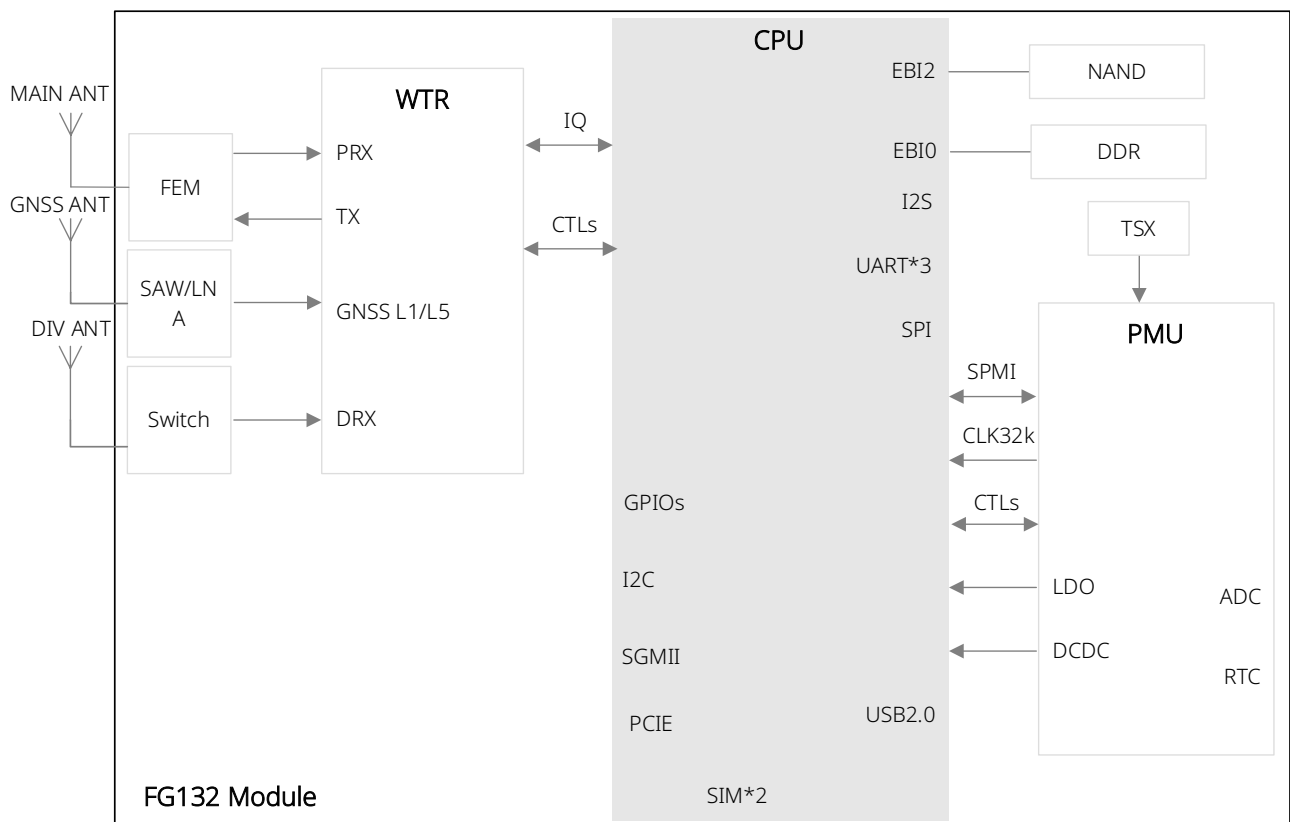 CPU
EBI2
NAND
MAIN ANT
WTR
IQ
PRX
EBI0
DDR
FEM
GNSS ANT
TX
CTLs
I2S
TSX
UART*3
SAW/LN
A
GNSS L1/L5
DIV ANT
SPI
PMU
SPMI
Switch
DRX
CLK32k
GPIOs
CTLs
I2C
LDO
ADC
SGMII
DCDC
RTC
PCIE
USB2.0
FG132 Module
SIM*2